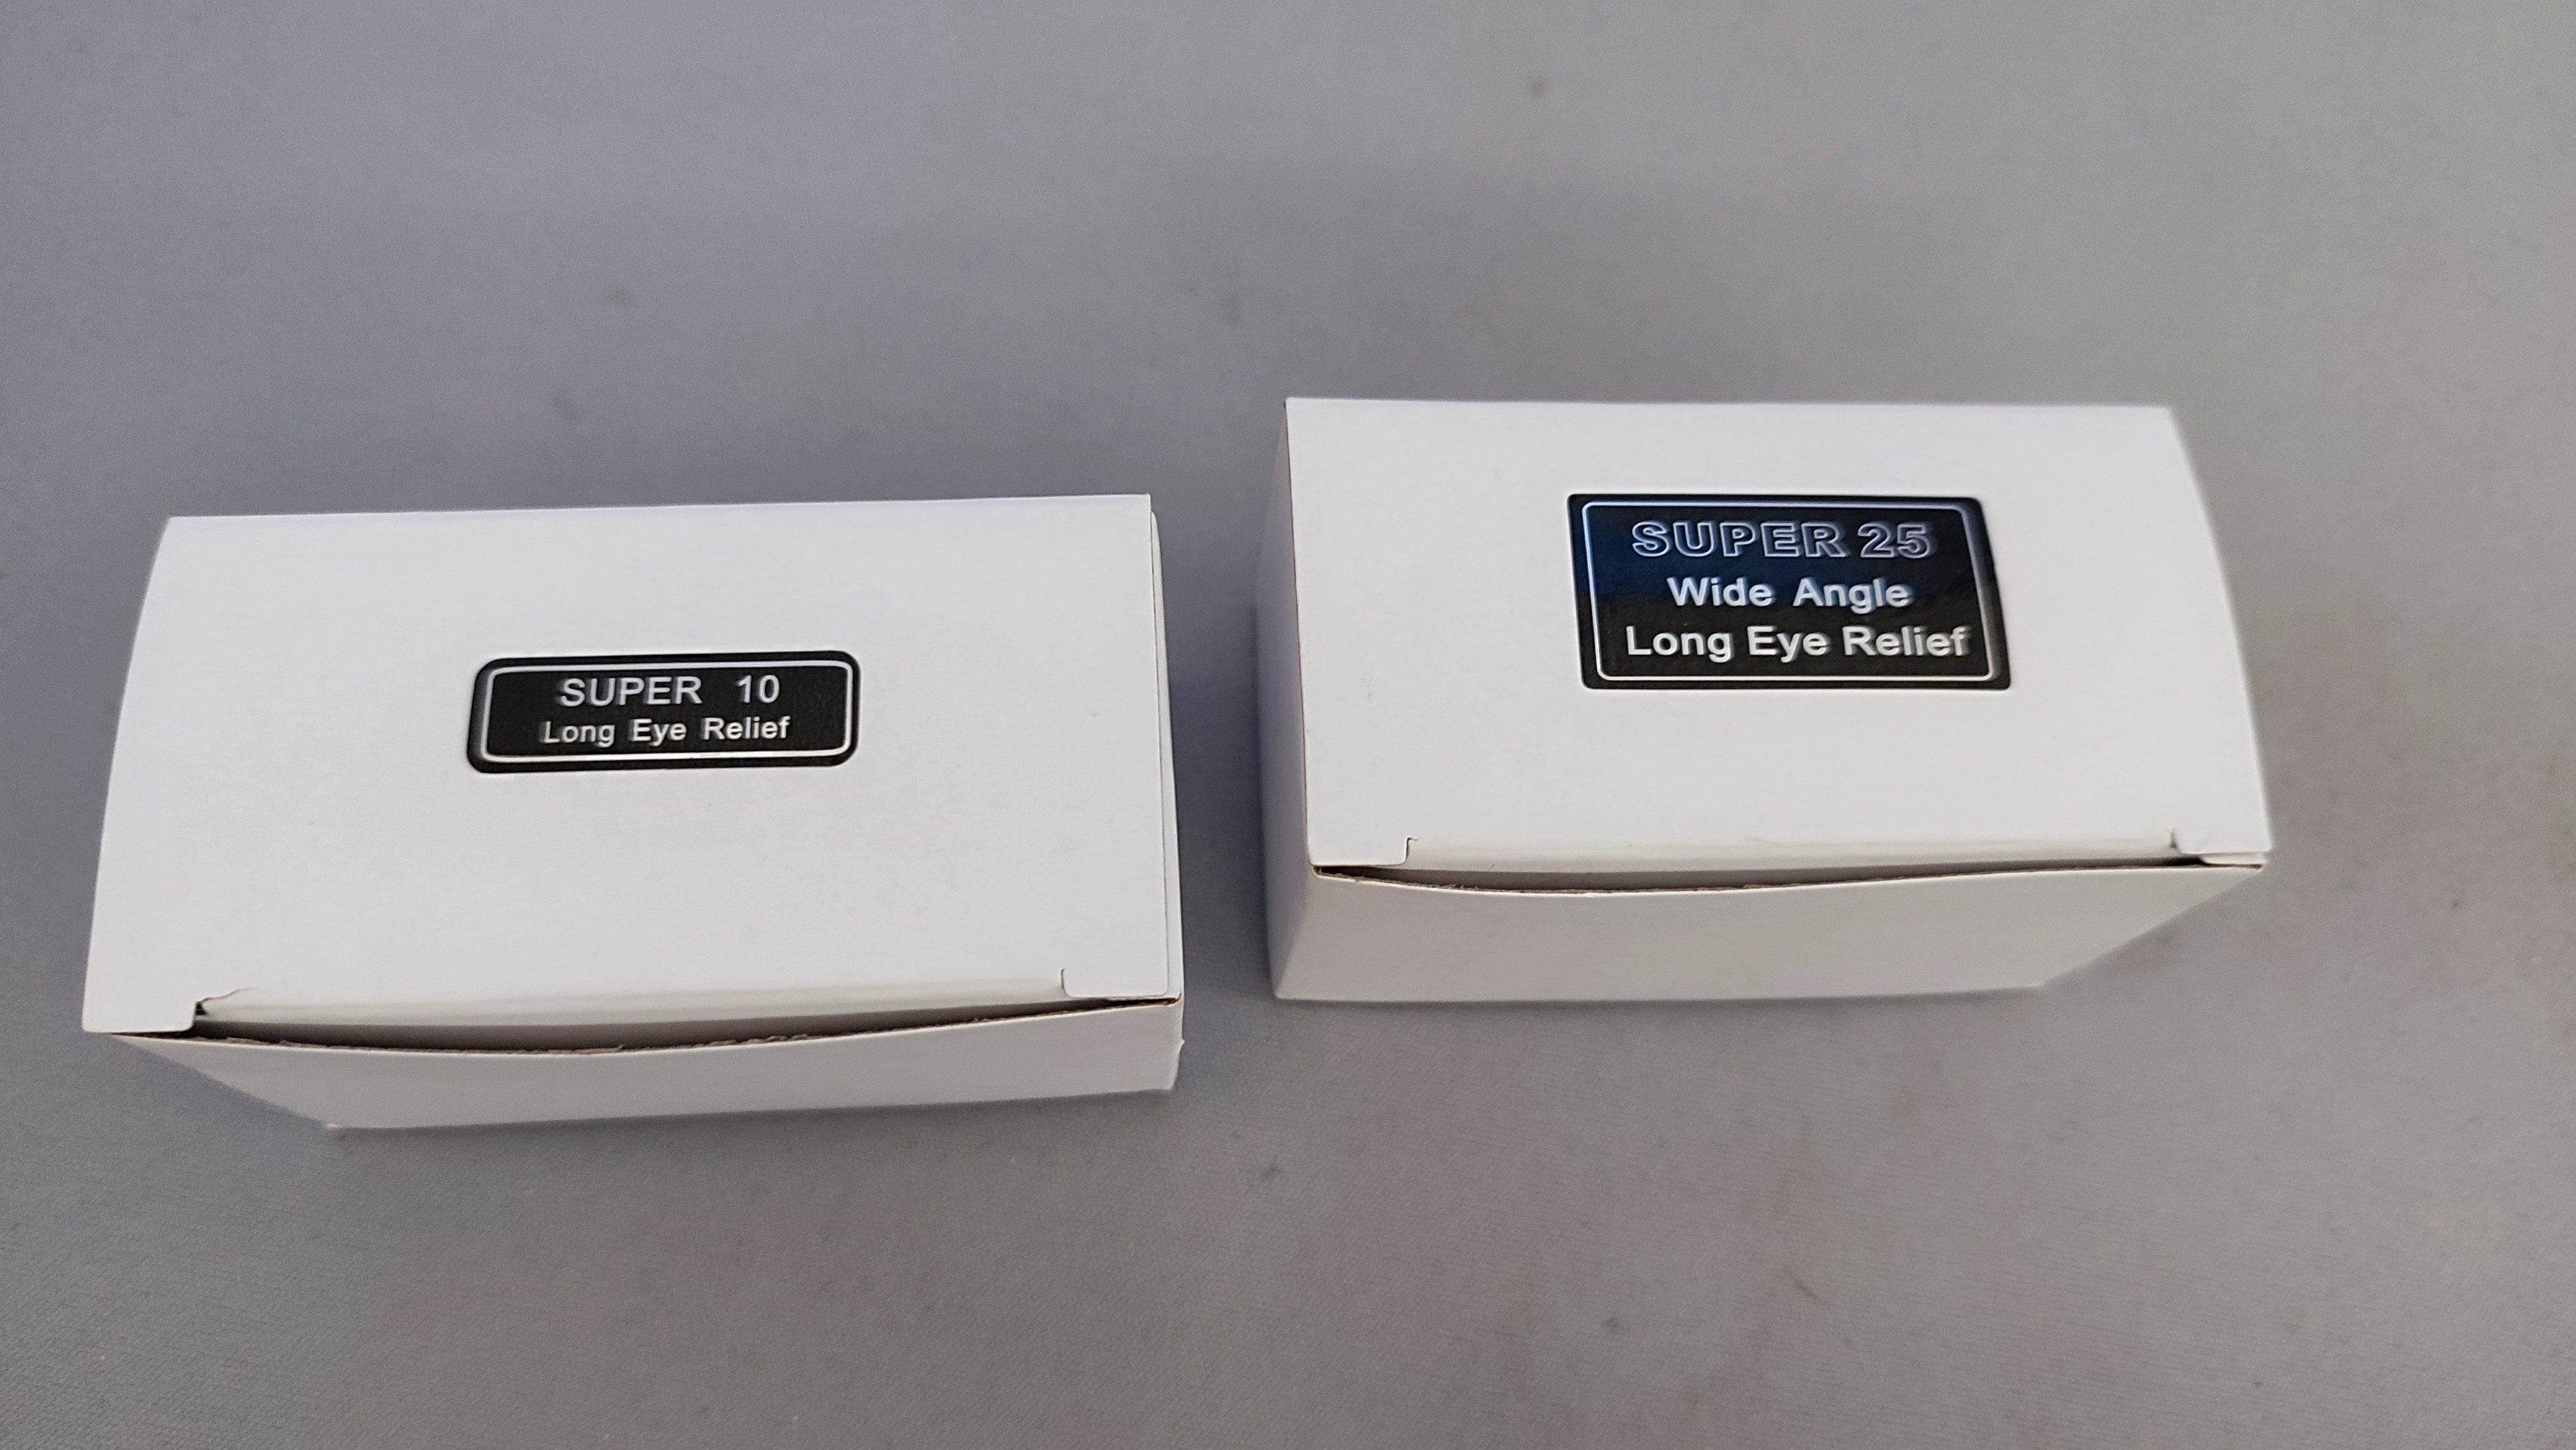 SUPER 10
Long Eye Relief
SUPER 25
Wide Angle
Long Eye Relief